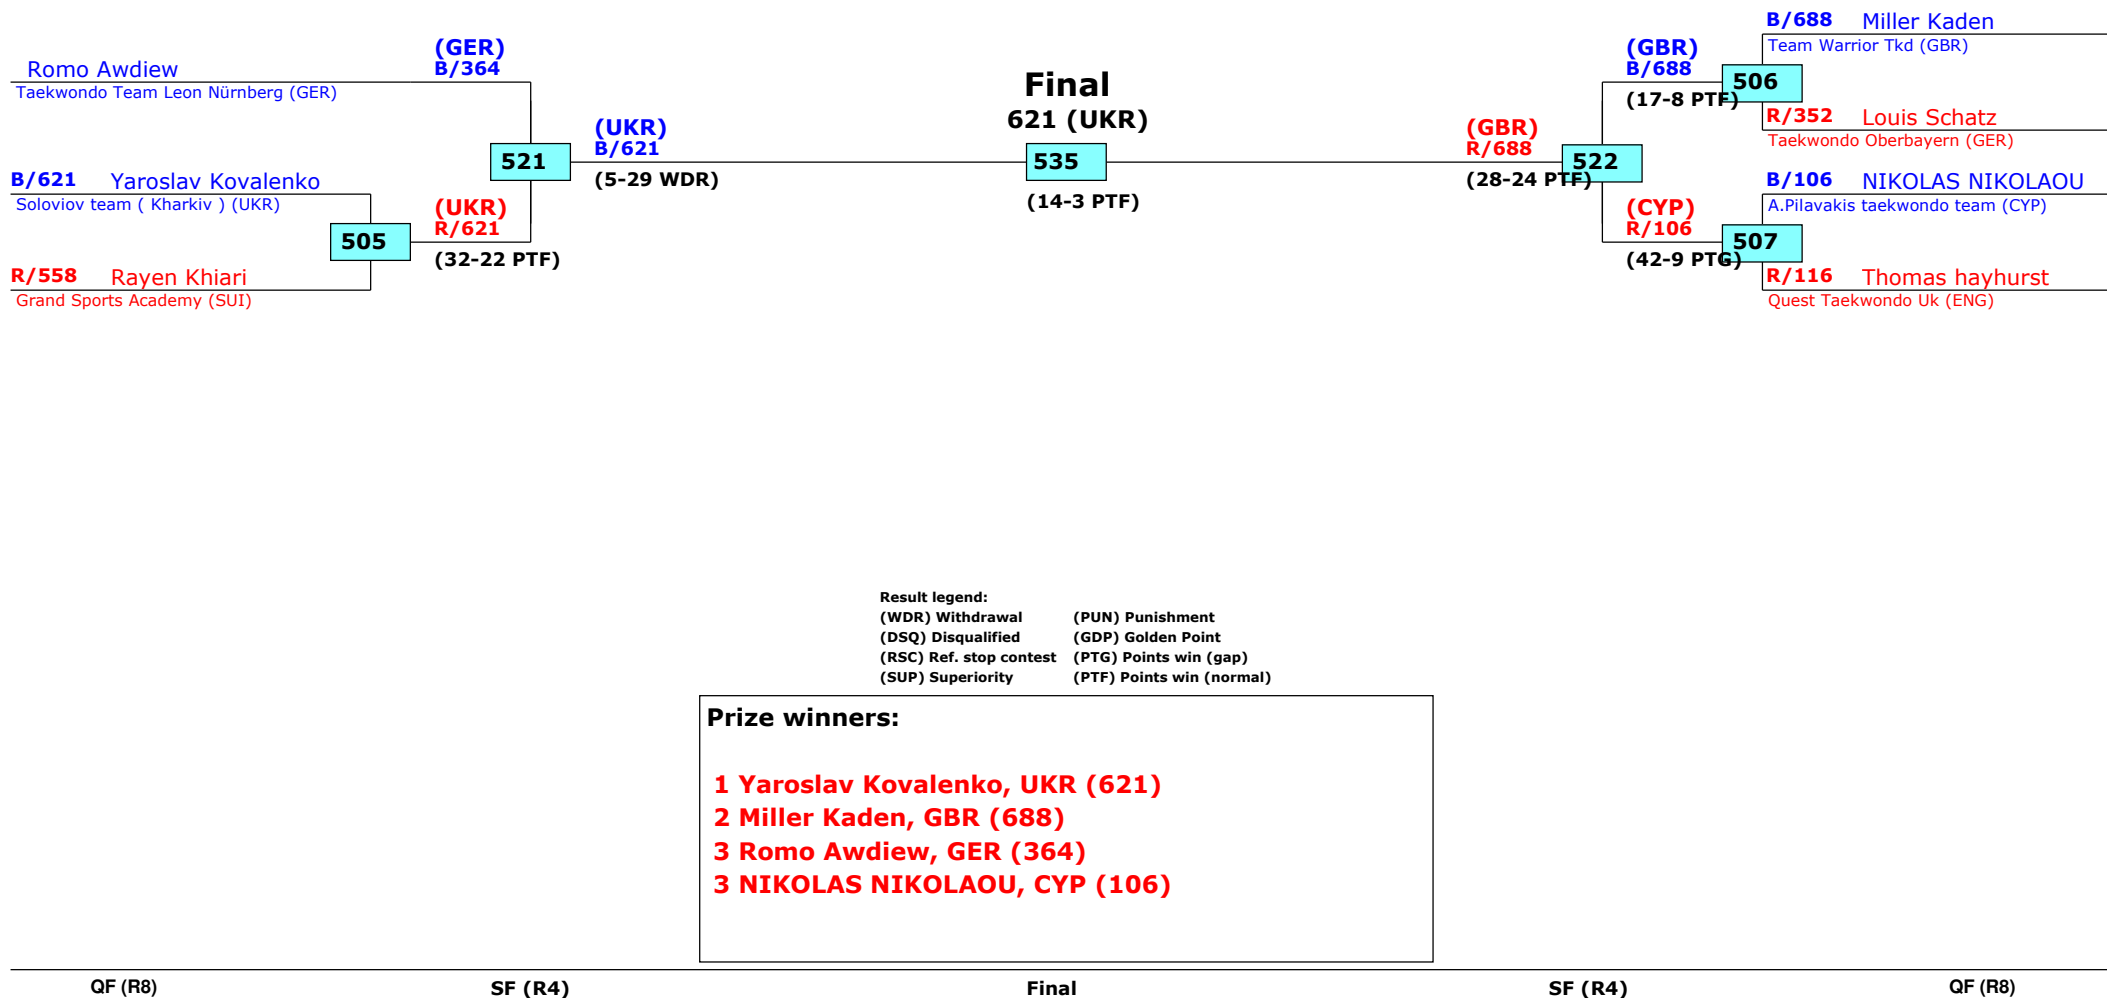 Romo Awdiew
Taekwondo Team Leon Nürnberg (GER)
(GER)
B/364
B/621 Yaroslav Kovalenko
Soloviov team ( Kharkiv ) (UKR)
505
R/558 Rayen Khiari
Grand Sports Academy (SUI)
(UKR)
R/621
(32-22 PTF)
521
(UKR)
B/621
(5-29 WDR)
Final
621 (UKR)
535
(14-3 PTF)
(GBR)
R/688
(28-24 PTF)
522
(GBR)
B/688
(17-8 PTF)
506
B/688 Miller Kaden
Team Warrior Tkd (GBR)
R/352 Louis Schatz
Taekwondo Oberbayern (GER)
(CYP)
R/106
(42-9 PTG)
507
B/106 NIKOLAS NIKOLAOU
A.Pilavakis taekwondo team (CYP)
R/116 Thomas hayhurst
Quest Taekwondo Uk (ENG)
Result legend:
(WDR) Withdrawal (PUN) Punishment
(DSQ) Disqualified (GDP) Golden Point
(RSC) Ref. stop contest (PTG) Points win (gap)
(SUP) Superiority (PTF) Points win (normal)
Prize winners:
1 Yaroslav Kovalenko, UKR (621)
2 Miller Kaden, GBR (688)
3 Romo Awdiew, GER (364)
3 NIKOLAS NIKOLAOU, CYP (106)
QF (R8) SF (R4) Final SF (R4) QF (R8)